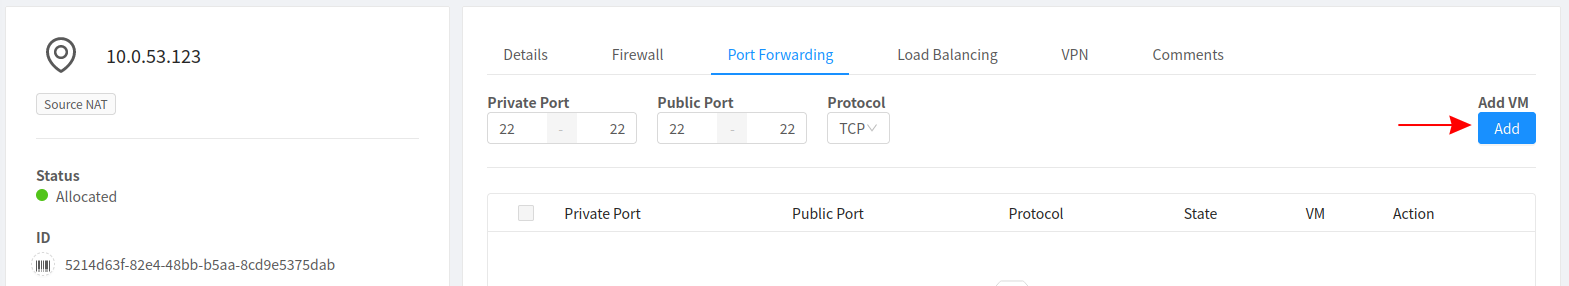 10.0.53.123
Source NAT
Status
Allocated
ID
5214d63f-82e4-48bb-b5aa-8cd9e5375dab
Details Firewall Port Forwarding Load Balancing VPN Comments
Private Port Public Port Protocol Add VM
22 - 22 22 - 22 TCP Add
Private Port Public Port Protocol State VM Action